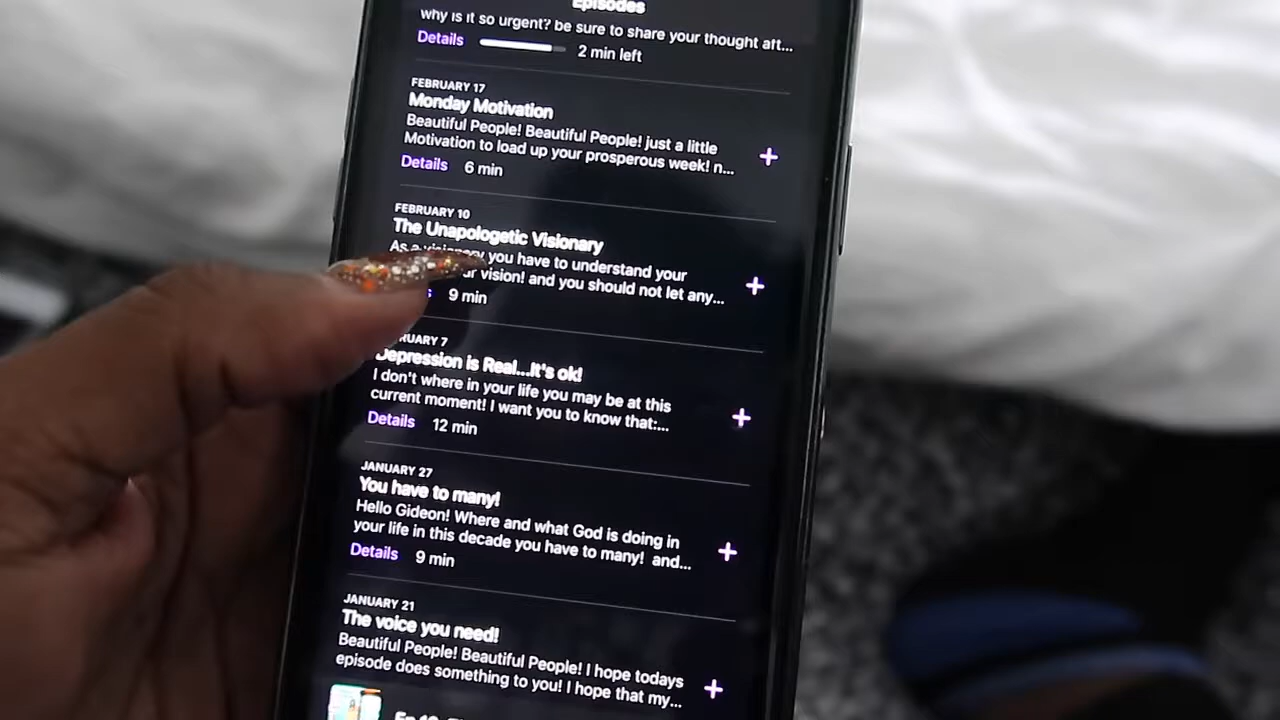 Episodes
why is it so urgent? be sure to share your thought aft...
Details 2 min left
FEBRUARY 17
Monday Motivation
Beautiful People! Beautiful People! just a little
Motivation to load up your prosperous week! n...
Details 6 min
FEBRUARY 10
The Unapologetic Visionary
As a visionary you have to understand your
vision! and you should not let any...
9 min
7
Depression is Real...It's ok!
I don't where in your life you may be at this
current moment! I want you to know that:...
Details 12 min
JANUARY 27
You have to many!
Hello Gideon! Where and what God is doing in
your life in this decade you have to many! and...
Details 9 min
JANUARY 21
The voice you need!
Beautiful People! Beautiful People! I hope todays
episode does something to you! I hope that my...